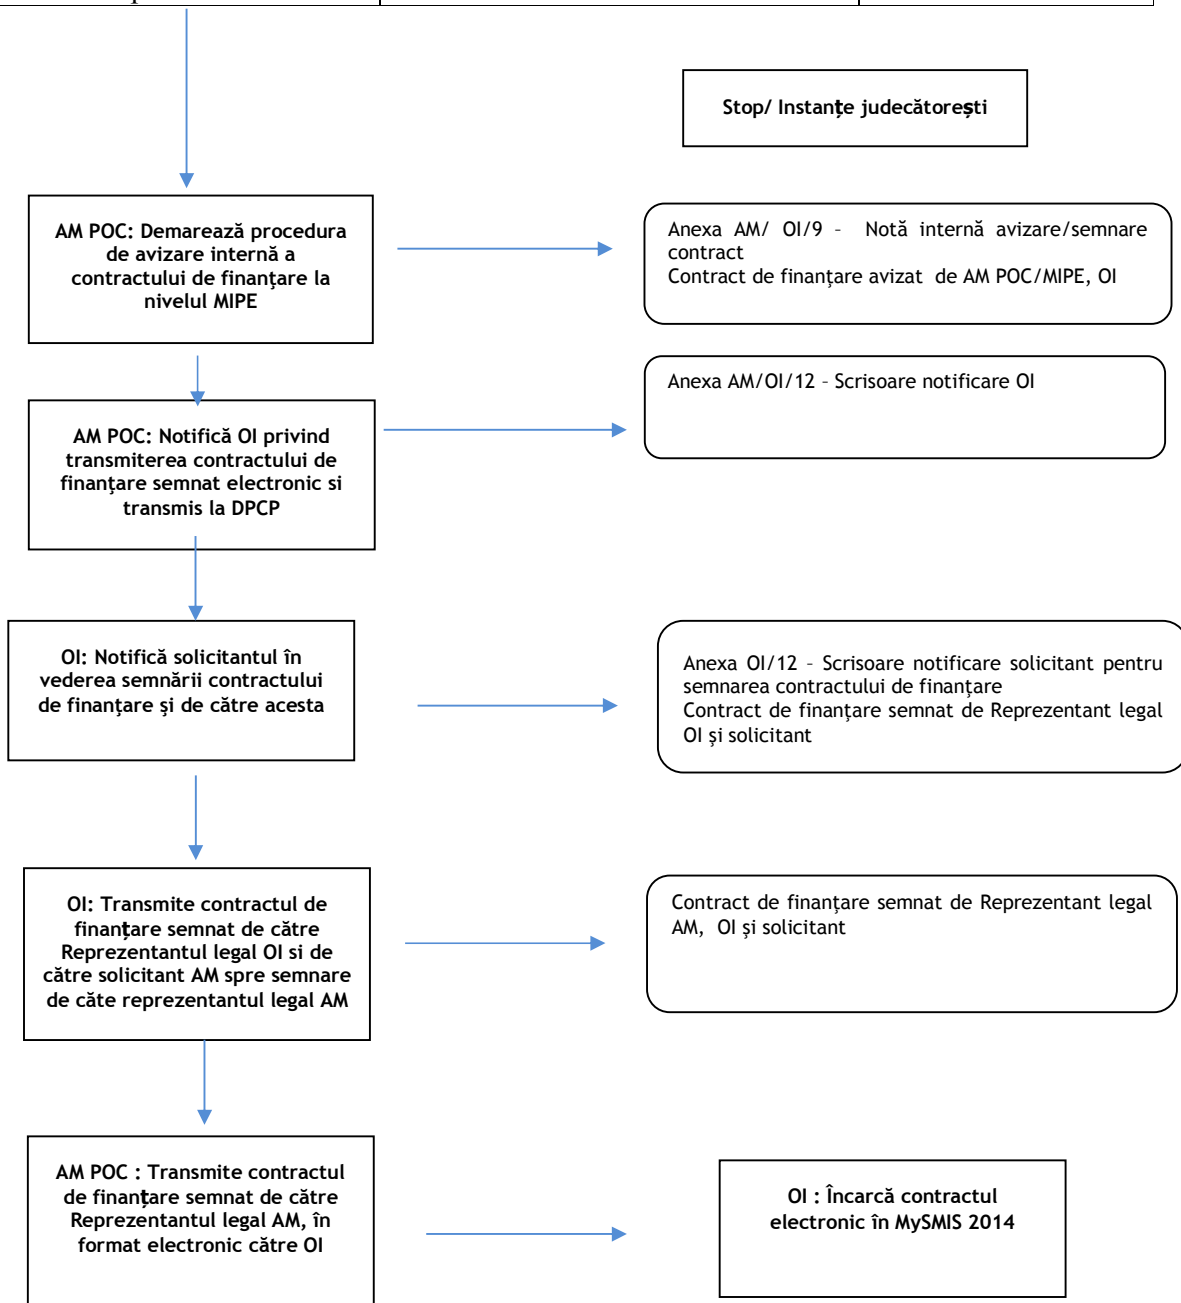 Stop/ Instanțe judecătorești
AM POC: Demarează procedura
de avizare internă a
contractului de finanţare la
nivelul MIPE
Anexa AM/ OI/9 – Notă internă avizare/semnare
contract
Contract de finanţare avizat de AM POC/MIPE, OI
AM POC: Notifică OI privind
transmiterea contractului de
finanţare semnat electronic si
transmis la DPCP
Anexa AM/OI/12 – Scrisoare notificare OI
OI: Notifică solicitantul în
vederea semnării contractului
de finanţare şi de către acesta
Anexa OI/12 – Scrisoare notificare solicitant pentru
semnarea contractului de finanţare
Contract de finanţare semnat de Reprezentant legal
OI şi solicitant
OI: Transmite contractul de
finanțare semnat de către
Reprezentantul legal OI si de
către solicitant AM spre semnare
de căte reprezentantul legal AM
Contract de finanţare semnat de Reprezentant legal
AM, OI şi solicitant
AM POC : Transmite contractul
de finanțare semnat de către
Reprezentantul legal AM, în
format electronic către OI
OI : Încarcă contractul
electronic în MySMIS 2014